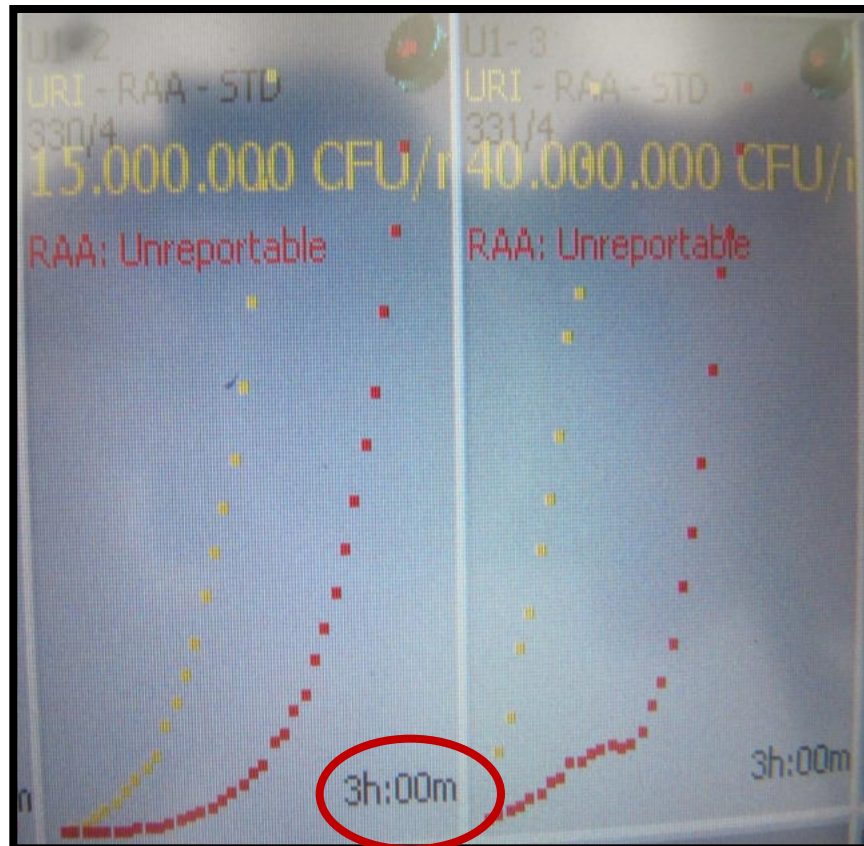 U1- 2
URI - RAA - STD
330/4
15.000.000 CFU/
RAA: Unreportable
3h:00m
U1- 3
URI - RAA - STD
331/4
40.000.000 CFU/
RAA: Unreportable
3h:00m